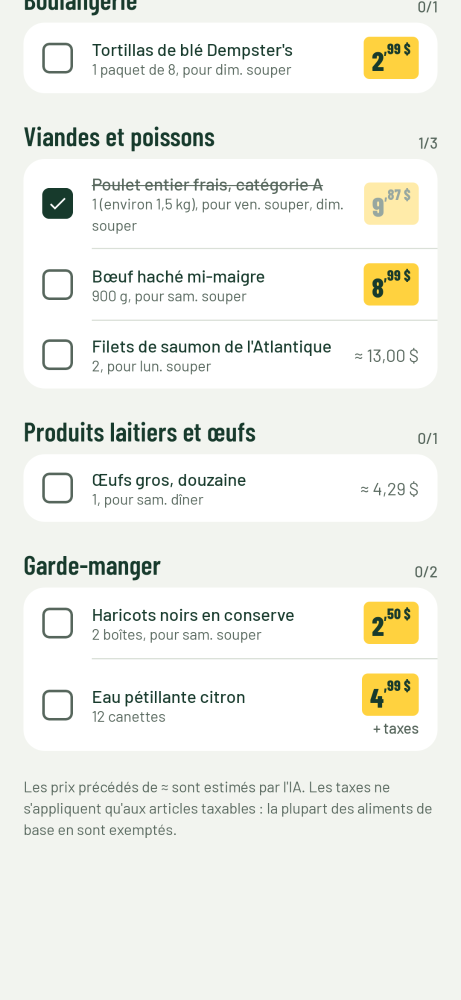 Boulangerie
0/1
Tortillas de blé Dempster's
1 paquet de 8, pour dim. souper
2,99 $
Viandes et poissons
1/3
Poulet entier frais, catégorie A
1 (environ 1,5 kg), pour ven. souper, dim.
souper
9,87 $
Bœuf haché mi-maigre
900 g, pour sam. souper
8,99 $
Filets de saumon de l'Atlantique
2, pour lun. souper
≈ 13,00 $
Produits laitiers et œufs
0/1
Œufs gros, douzaine
1, pour sam. dîner
≈ 4,29 $
Garde-manger
0/2
Haricots noirs en conserve
2 boîtes, pour sam. souper
2,50 $
Eau pétillante citron
12 canettes
4,99 $
+ taxes
Les prix précédés de ≈ sont estimés par l'IA. Les taxes ne
s'appliquent qu'aux articles taxables : la plupart des aliments de
base en sont exemptés.